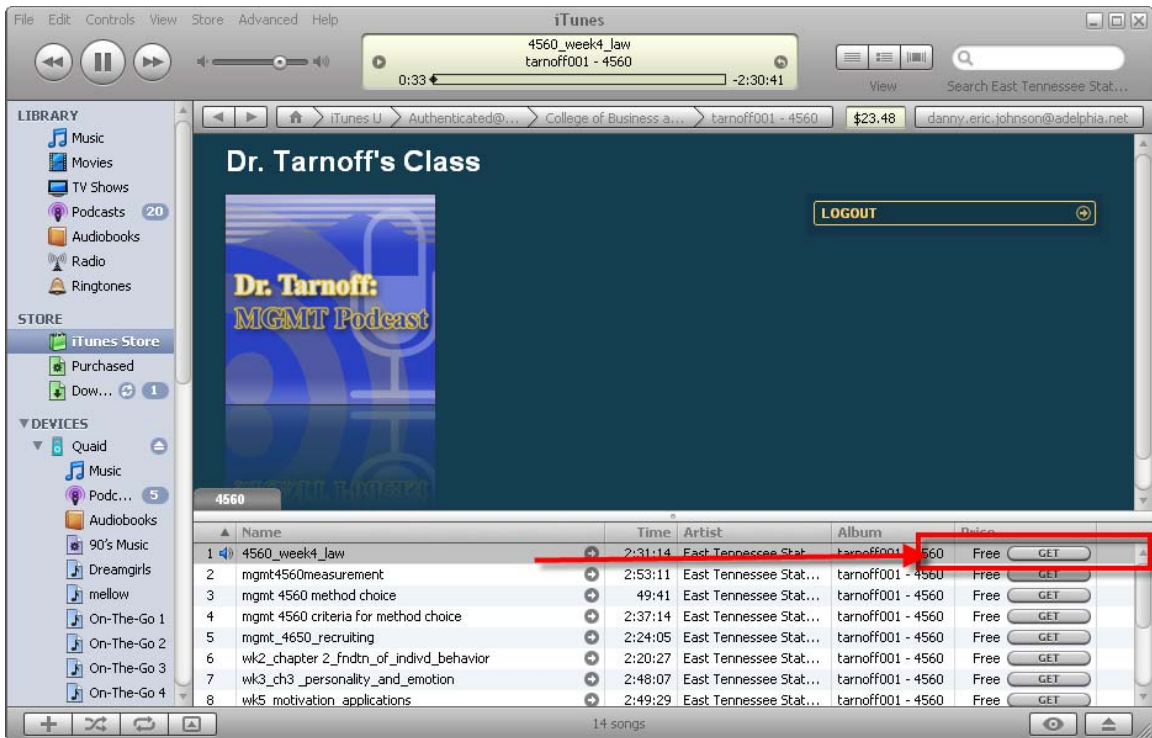 File Edit Controls View Store Advanced Help
iTunes
4560_week4_law
tarnoff001 - 4560
0:33
-2:30:41
View
Search East Tennessee Stat...
LIBRARY
Music
Movies
TV Shows
Podcasts 20
Audiobooks
Radio
Ringtones
STORE
iTunes Store
Purchased
Dow... 1
DEVICES
Quaid
Music
Podc... 5
Audiobooks
90's Music
Dreamgirls
mellow
On-The-Go 1
On-The-Go 2
On-The-Go 3
On-The-Go 4
iTunes U Authenticated@... College of Business a... tarnoff001 - 4560 $23.48 danny.eric.johnson@adelphia.net
Dr. Tarnoff's Class
LOGOUT
Dr. Tarnoff:
MGMT Podcast
4560
Name Time Artist Album Price
1 4560_week4_law 2:31:14 East Tennessee Stat... tarnoff001 - 4560 Free GET
2 mgmt4560measurement 2:53:11 East Tennessee Stat... tarnoff001 - 4560 Free GET
3 mgmt 4560 method choice 49:41 East Tennessee Stat... tarnoff001 - 4560 Free GET
4 mgmt 4560 criteria for method choice 2:37:14 East Tennessee Stat... tarnoff001 - 4560 Free GET
5 mgmt_4650_recruiting 2:24:05 East Tennessee Stat... tarnoff001 - 4560 Free GET
6 wk2_chapter 2_fndtn_of_indivd_behavior 2:20:27 East Tennessee Stat... tarnoff001 - 4560 Free GET
7 wk3_ch3 _personality_and_emotion 2:48:07 East Tennessee Stat... tarnoff001 - 4560 Free GET
8 wk5 motivation applications 2:49:29 East Tennessee Stat... tarnoff001 - 4560 Free GET
14 songs